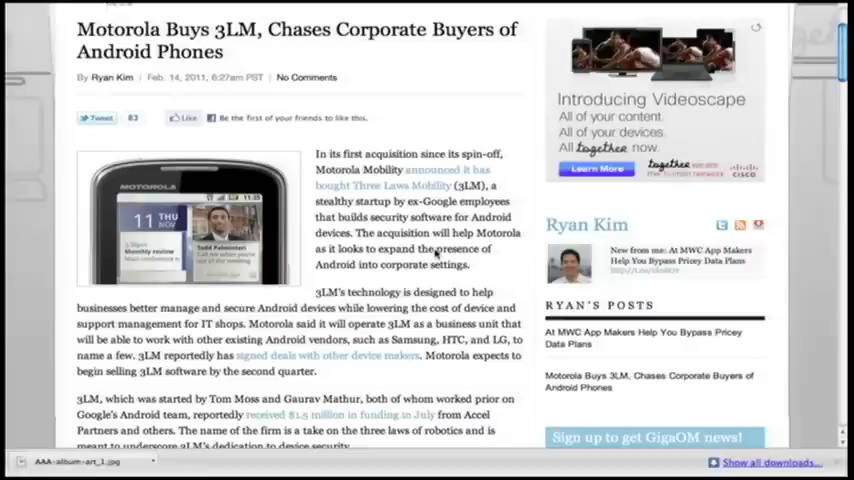 Motorola Buys 3LM, Chases Corporate Buyers of
Android Phones
By Ryan Kim | Feb. 14, 2011, 6:27am PST | No Comments
Tweet 83 Like Be the first of your friends to like this.
MOTOROLA
11 THU
NOV
Monthly review
Todd Palmintieri
In its first acquisition since its spin-off,
Motorola Mobility announced it has
bought Three Laws Mobility (3LM), a
stealthy startup by ex-Google employees
that builds security software for Android
devices. The acquisition will help Motorola
as it looks to expand the presence of
Android into corporate settings.
3LM's technology is designed to help
businesses better manage and secure Android devices while lowering the cost of device and
support management for IT shops. Motorola said it will operate 3LM as a business unit that
will be able to work with other existing Android vendors, such as Samsung, HTC, and LG, to
name a few. 3LM reportedly has signed deals with other device makers. Motorola expects to
begin selling 3LM software by the second quarter.
3LM, which was started by Tom Moss and Gaurav Mathur, both of whom worked prior on
Google's Android team, reportedly received $1.5 million in funding in July from Accel
Partners and others. The name of the firm is a take on the three laws of robotics and is
meant to underscore 3LM's dedication to device security.
Introducing Videoscape
All of your content.
All of your devices.
All together now.
Learn More
together
CISCO
Ryan Kim
New from me: At MWC App Makers
Help You Bypass Pricey Data Plans
RYAN'S POSTS
At MWC App Makers Help You Bypass Pricey
Data Plans
Motorola Buys 3LM, Chases Corporate Buyers of
Android Phones
Sign up to get GigaOM news!
AAA-album-art_1.jpg
Show all downloads...